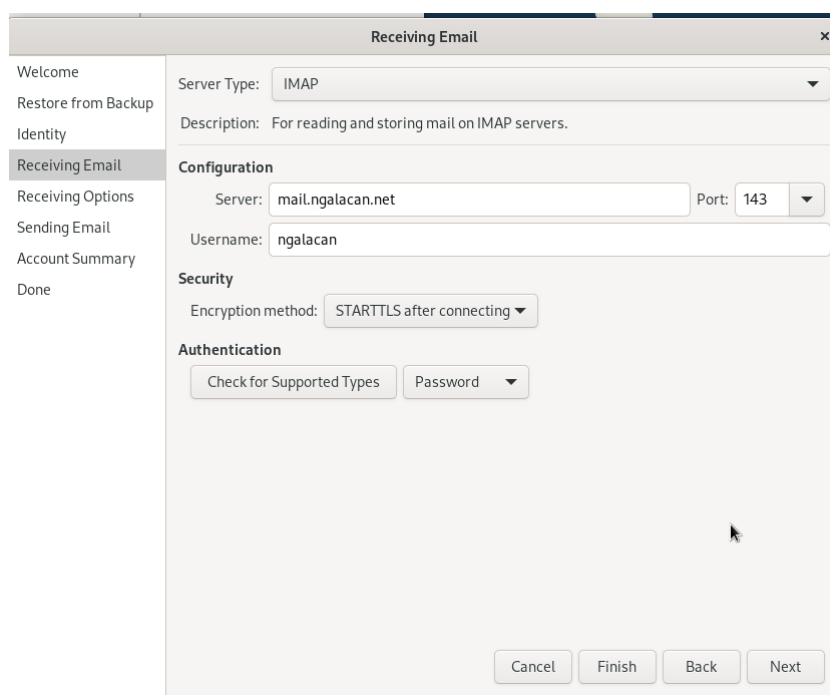 Receiving Email ×
Welcome
Restore from Backup
Identity
Receiving Email
Receiving Options
Sending Email
Account Summary
Done
Server Type: IMAP
Description: For reading and storing mail on IMAP servers.
Configuration
Server: mail.ngalacan.net Port: 143
Username: ngalacan
Security
Encryption method: STARTTLS after connecting
Authentication
Check for Supported Types Password
Cancel Finish Back Next